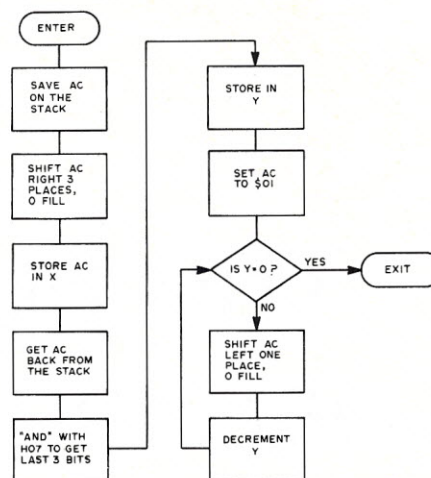 ENTER
SAVE AC
ON THE
STACK
SHIFT AC
RIGHT 3
PLACES,
0 FILL
STORE AC
IN X
GET AC
BACK FROM
THE STACK
"AND" WITH
H07 TO GET
LAST 3 BITS
STORE IN
Y
SET AC
TO $01
IS Y=0?
YES
EXIT
NO
SHIFT AC
LEFT ONE
PLACE,
0 FILL
DECREMENT
Y